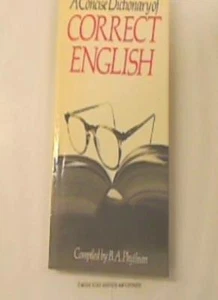 A Concise Dictionary of
CORRECT
ENGLISH
Compiled by B.A. Phythian